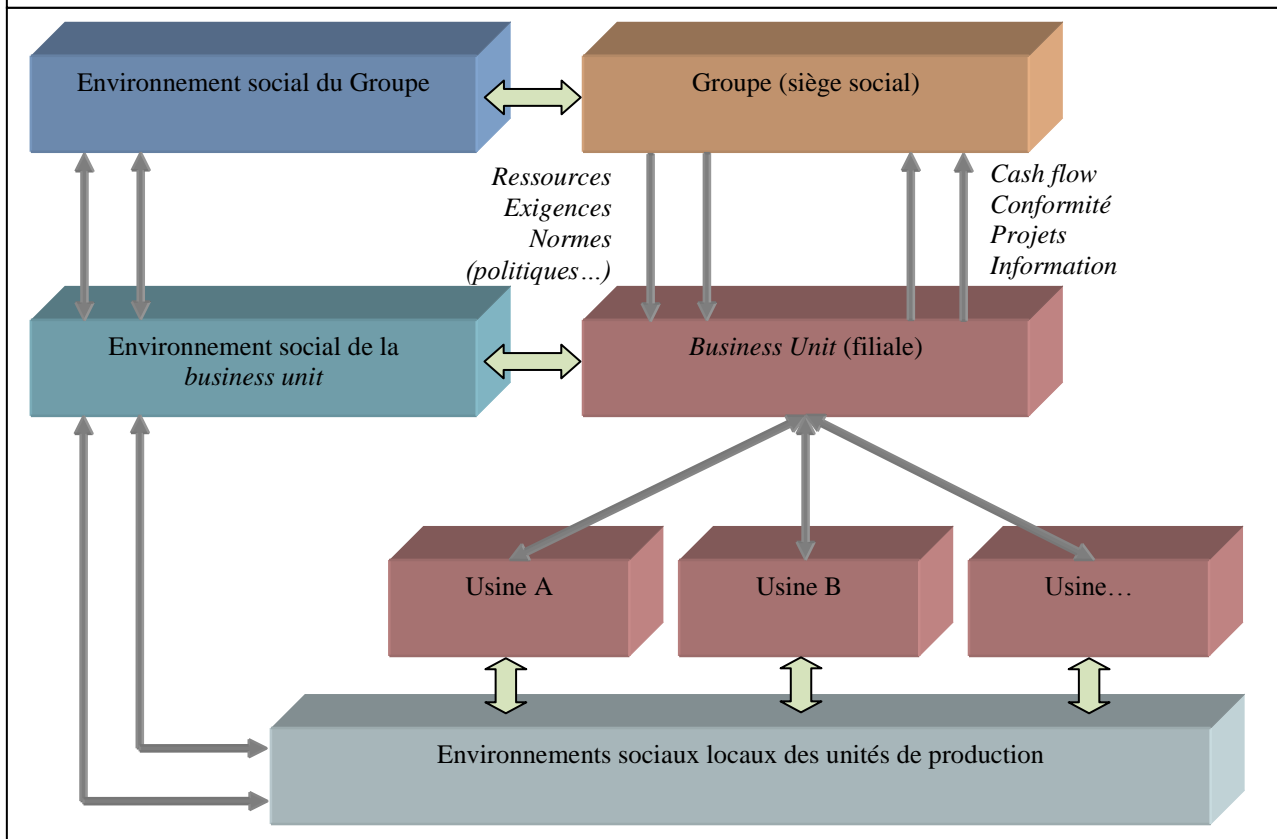 Environnement social du Groupe
Groupe (siège social)
Ressources
Exigences
Normes
(politiques…)
Cash flow
Conformité
Projets
Information
Environnement social de la
business unit
Business Unit (filiale)
Usine A
Usine B
Usine…
Environnements sociaux locaux des unités de production